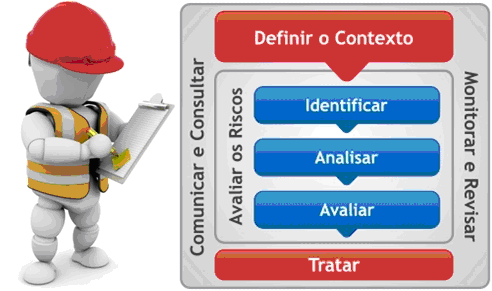 Definir o Contexto
Comunicar e Consultar
Avaliar os Riscos
Identificar
Analisar
Avaliar
Monitorar e Revisar
Tratar